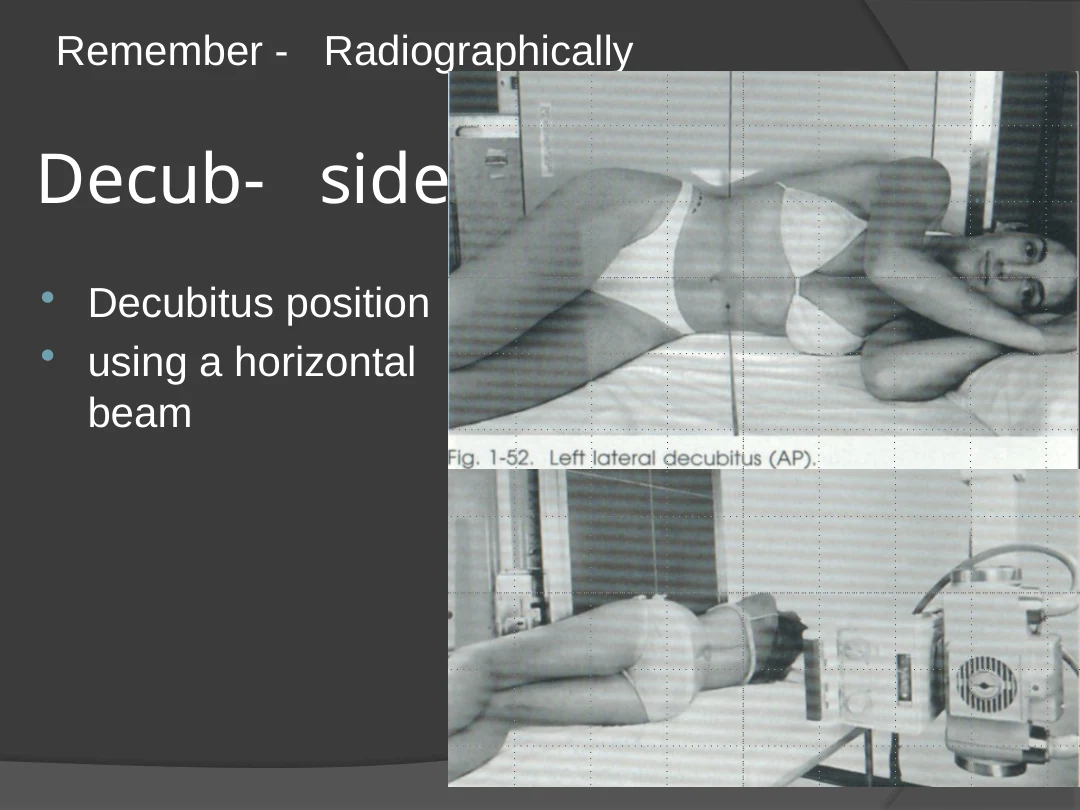 Remember - Radiographically
Decub- side
• Decubitus position
• using a horizontal
beam
Fig. 1-52. Left lateral decubitus (AP).